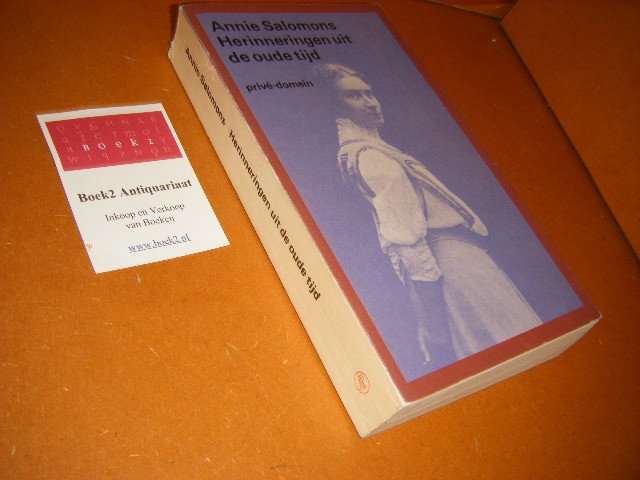 Annie Salomons
Herinneringen uit
de oude tijd
privé-domein
Annie Salomons Herinneringen uit de oude tijd
BOEK2
Boek2 Antiquariaat
Inkoop en Verkoop
van Boeken
www.boek2.nl